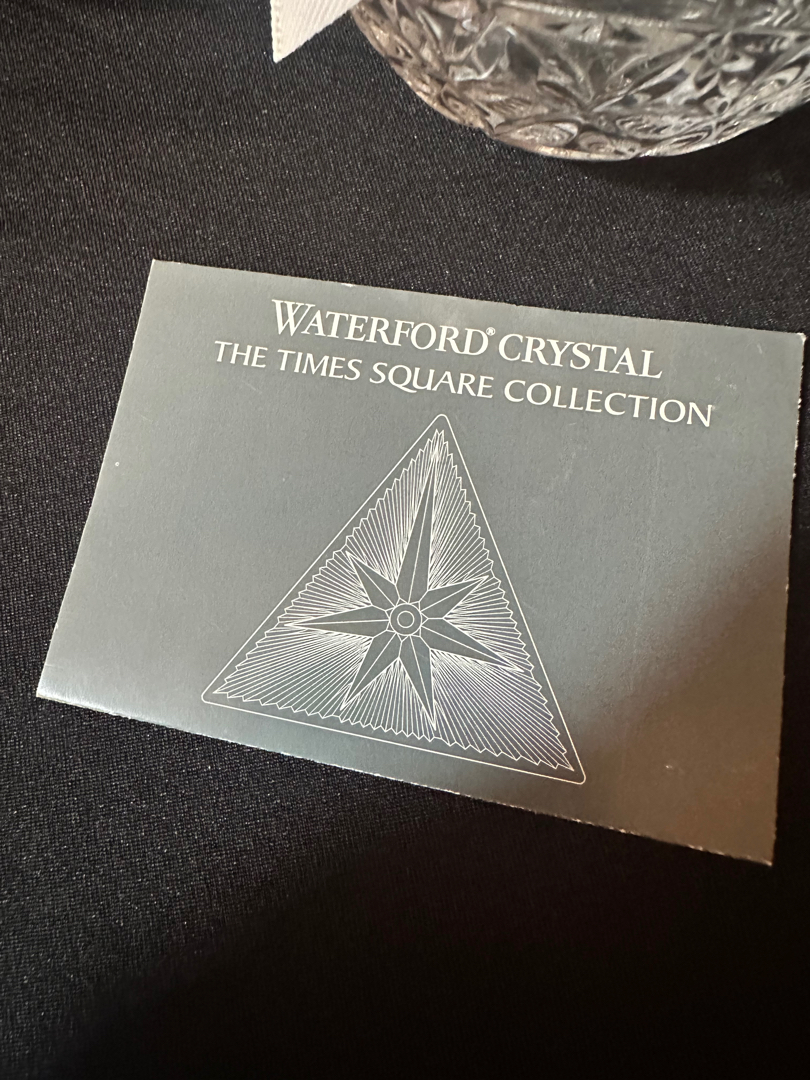 WATERFORD® CRYSTAL
THE TIMES SQUARE COLLECTION